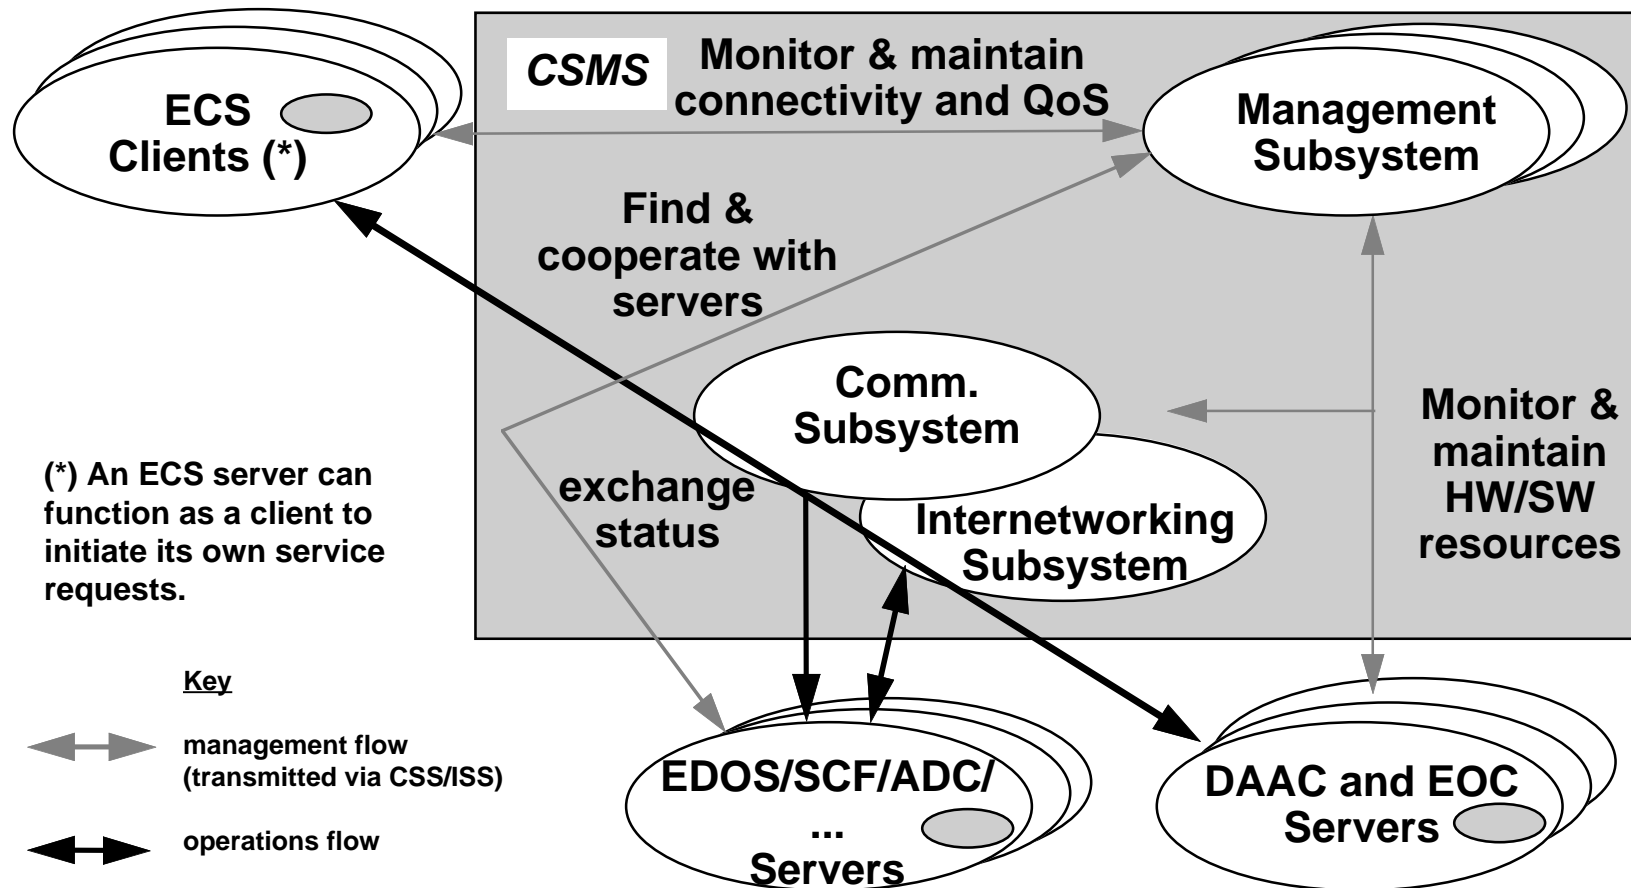 ECS
Clients (*)
CSMS
Monitor & maintain
connectivity and QoS
Management
Subsystem
Find &
cooperate with
servers
Comm.
Subsystem
Monitor &
maintain
HW/SW
resources
(*) An ECS server can
function as a client to
initiate its own service
requests.
exchange
status
Internetworking
Subsystem
Key
management flow
(transmitted via CSS/ISS)
operations flow
EDOS/SCF/ADC/
...
Servers
DAAC and EOC
Servers